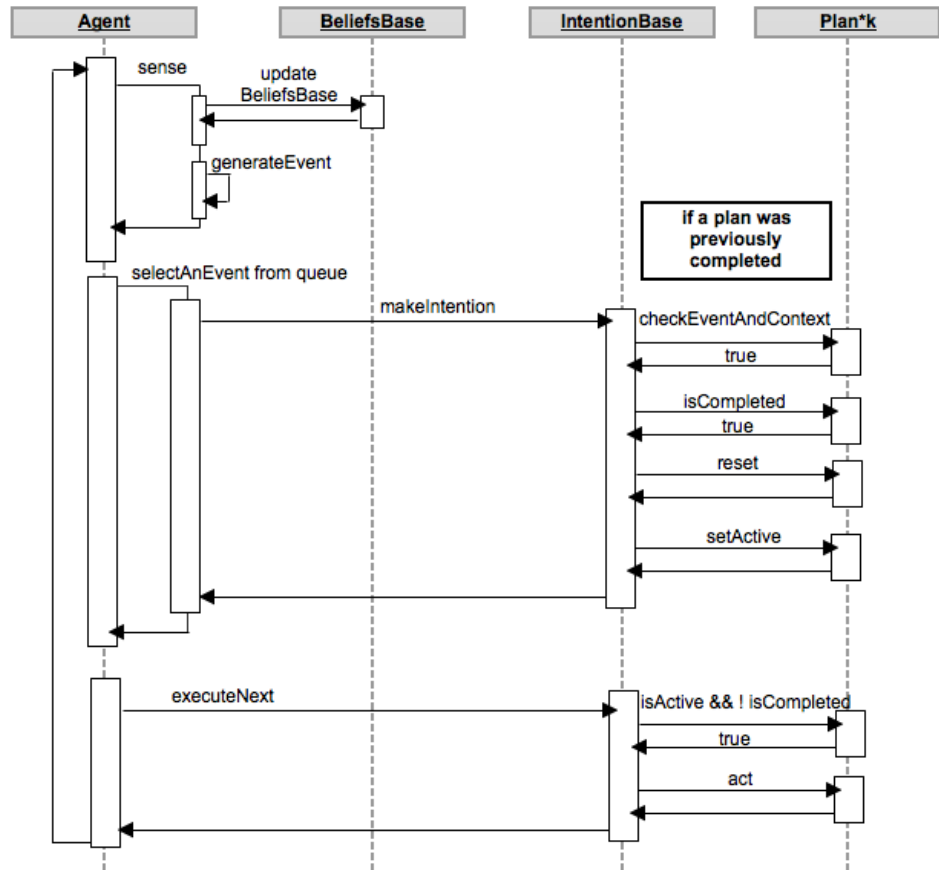 Agent
BeliefsBase
IntentionBase
Plan*k
sense
update
BeliefsBase
generateEvent
if a plan was
previously
completed
selectAnEvent from queue
makeIntention
checkEventAndContext
true
isCompleted
true
reset
setActive
executeNext
isActive && ! isCompleted
true
act